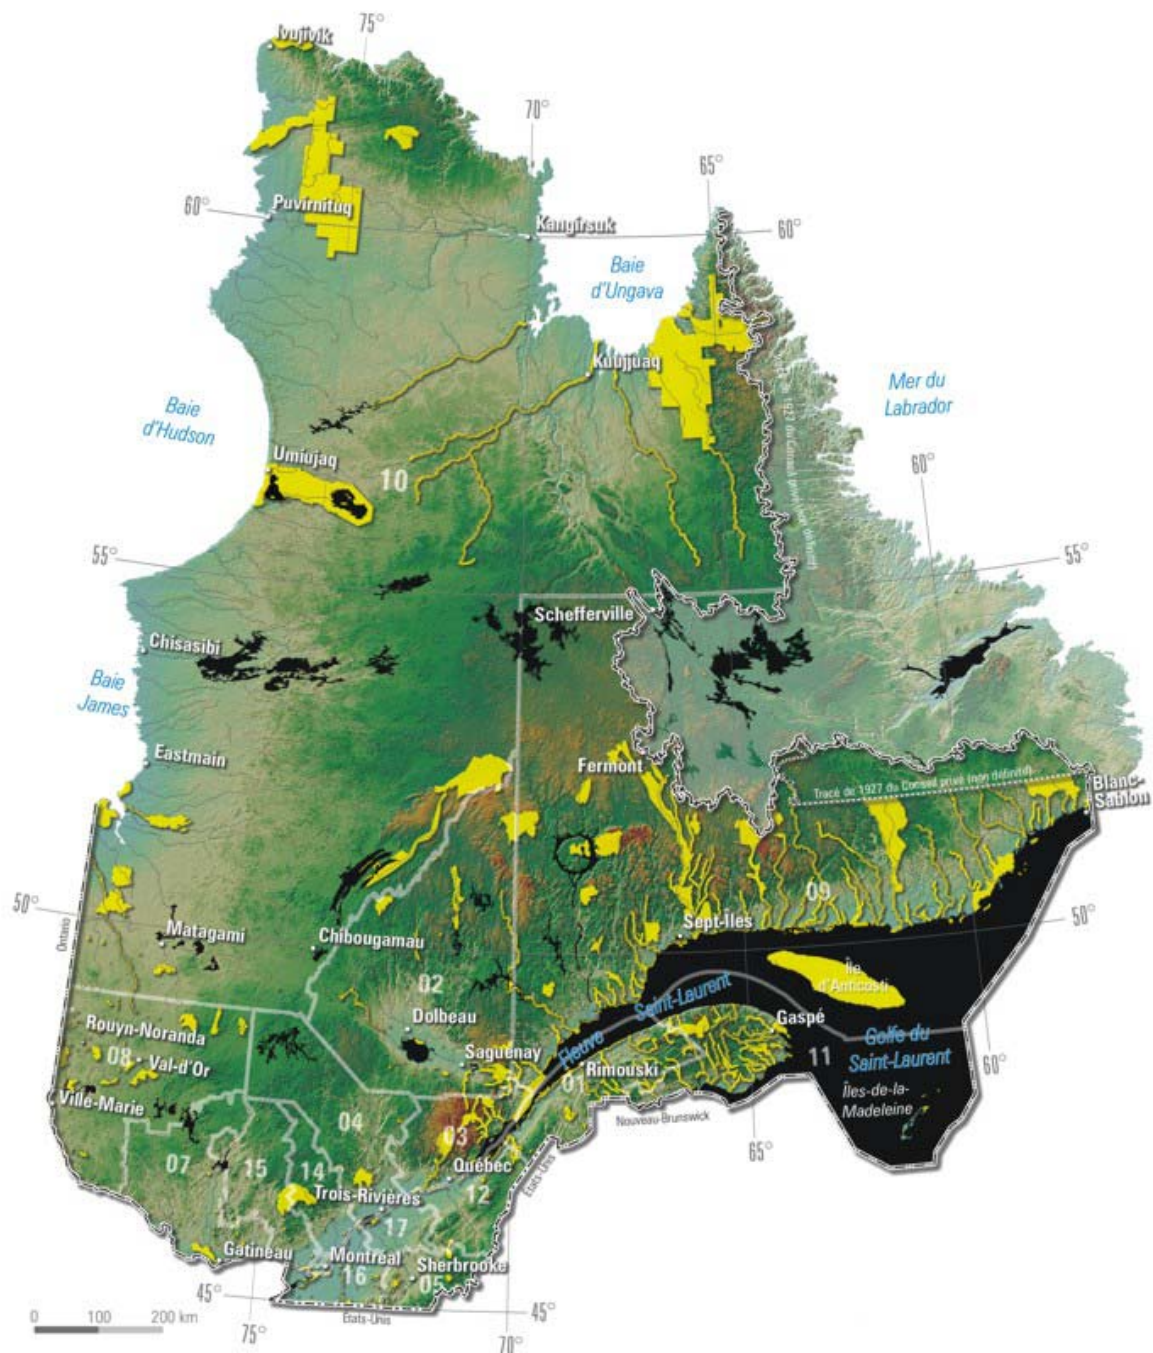 75°
Ivujivik
70°
65°
60°
Puvirnituq
Kangirsuk
60°
Baie
d'Ungava
Kuujjuaq
Mer du
Labrador
Baie
d'Hudson
Umiujaq
10
60°
55°
55°
Schefferville
Chisasibi
Baie
James
Eastmain
Fermont
Tracé de 1927 du Conseil privé (non définitif)
Blanc-
Sablon
09
50°
Ontario
Matagami
Chibougamau
Sept-Îles
50°
02
Île
d'Anticosti
Dolbeau
Fleuve Saint-Laurent
Gaspé
Rouyn-Noranda
Saguenay
Golfe du
Saint-Laurent
08
Val-d'Or
01
Rimouski
11
60°
Ville-Marie
Îles-de-la-
Madeleine
04
03
Nouveau-Brunswick
65°
07
15
14
Québec
États-Unis
Trois-Rivières
12
17
Gatineau
Montréal
Sherbrooke
16
05
45°
45°
0 100 200 km
États-Unis
75°
70°